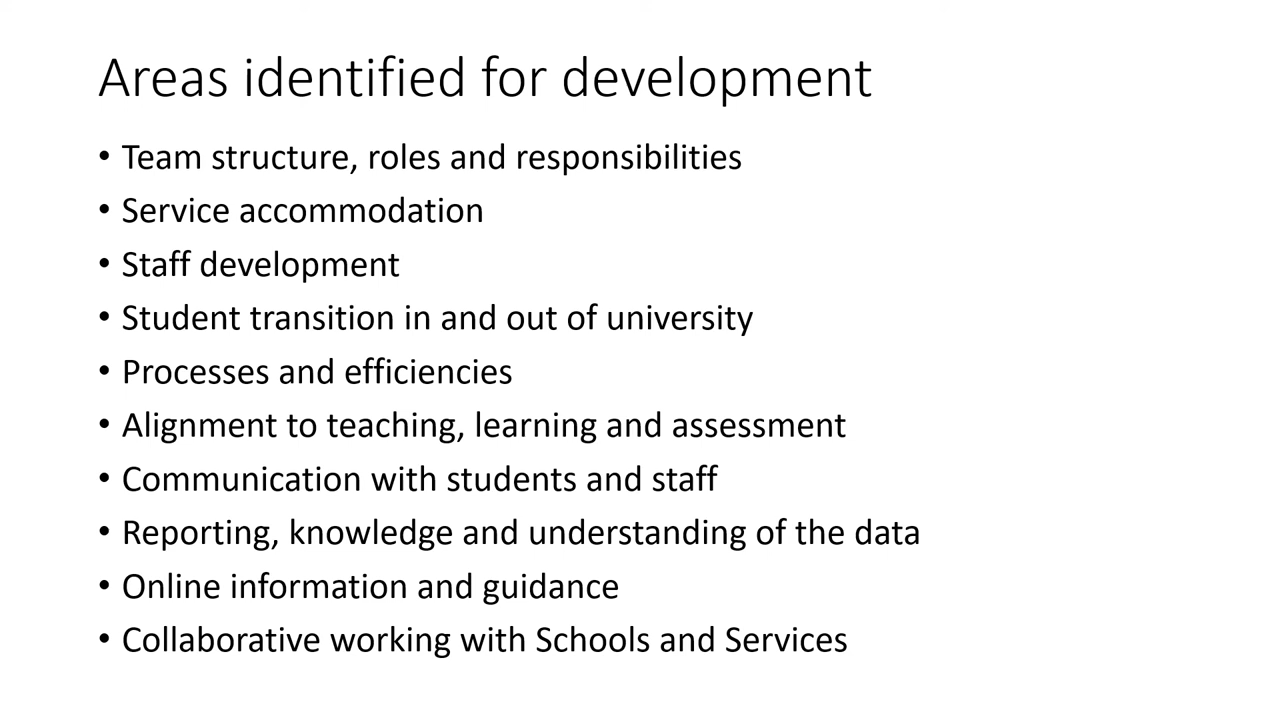 Areas identified for development
• Team structure, roles and responsibilities
• Service accommodation
• Staff development
• Student transition in and out of university
• Processes and efficiencies
• Alignment to teaching, learning and assessment
• Communication with students and staff
• Reporting, knowledge and understanding of the data
• Online information and guidance
• Collaborative working with Schools and Services